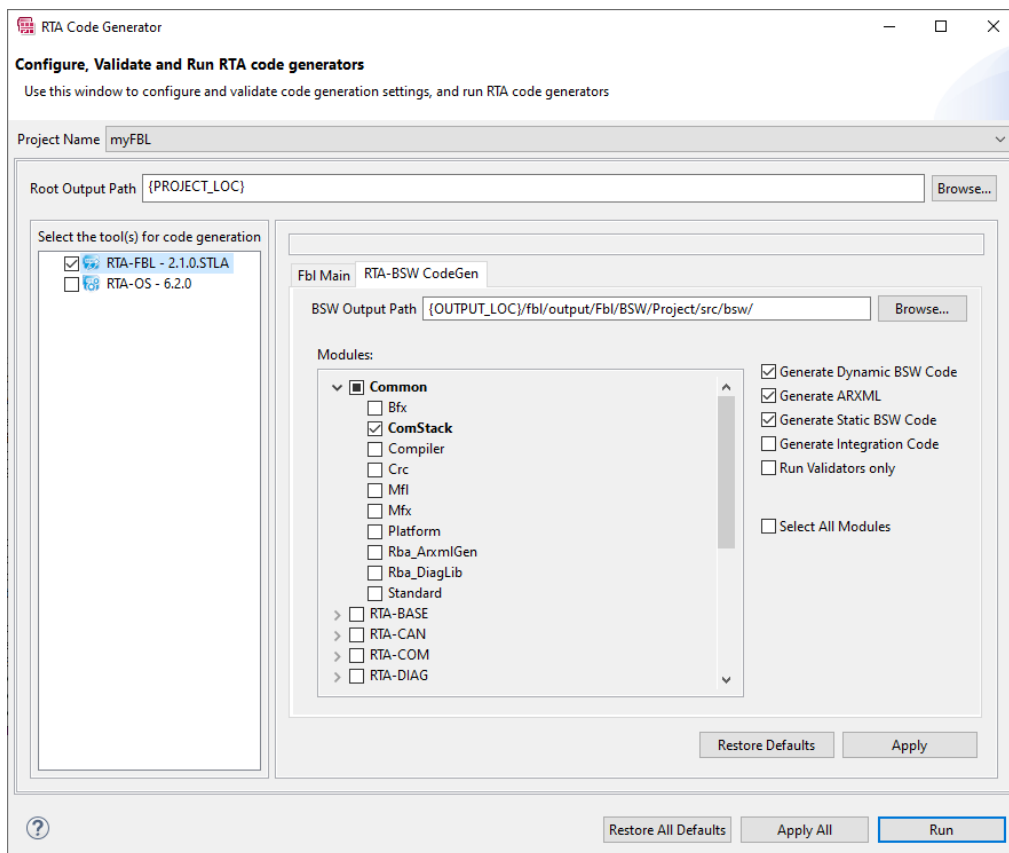 RTA Code Generator
Configure, Validate and Run RTA code generators
Use this window to configure and validate code generation settings, and run RTA code generators
Project Name myFBL
Root Output Path {PROJECT_LOC} Browse...
Select the tool(s) for code generation
RTA-FBL - 2.1.0.STLA
RTA-OS - 6.2.0
Fbl Main RTA-BSW CodeGen
BSW Output Path {OUTPUT_LOC}/fbl/output/Fbl/BSW/Project/src/bsw/ Browse...
Modules:
Common
Bfx
ComStack
Compiler
Crc
Mfl
Mfx
Platform
Rba_ArxmlGen
Rba_DiagLib
Standard
RTA-BASE
RTA-CAN
RTA-COM
RTA-DIAG
Generate Dynamic BSW Code
Generate ARXML
Generate Static BSW Code
Generate Integration Code
Run Validators only
Select All Modules
Restore Defaults Apply
? Restore All Defaults Apply All Run